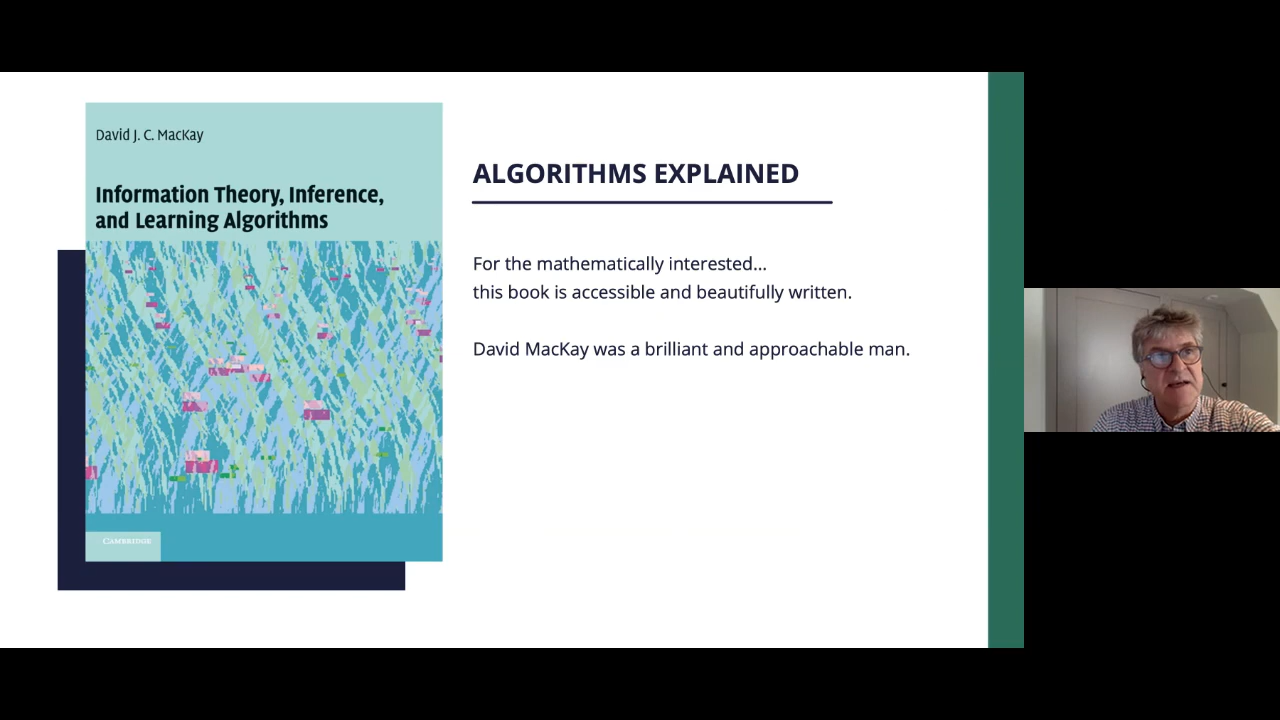 David J. C. MacKay
Information Theory, Inference,
and Learning Algorithms
CAMBRIDGE
ALGORITHMS EXPLAINED
For the mathematically interested...
this book is accessible and beautifully written.
David MacKay was a brilliant and approachable man.